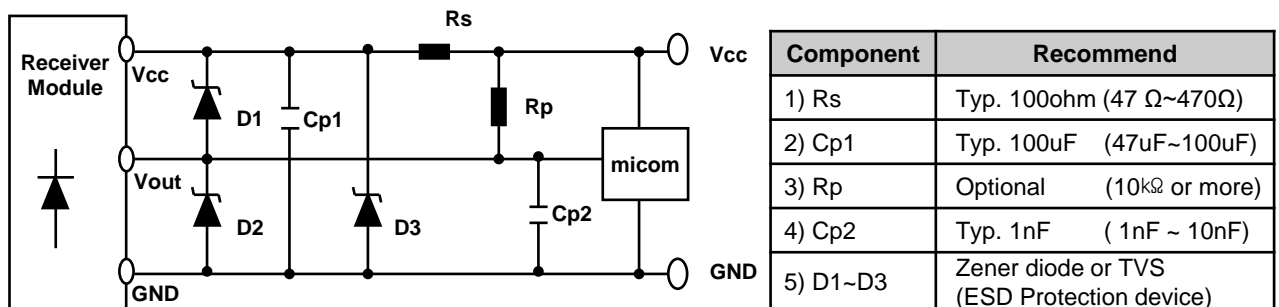 Rs
Receiver
Module
Vcc
Vcc
D1
Cp1
Rp
Vout
micom
D2
D3
Cp2
GND
GND
Component Recommend
1) Rs Typ. 100ohm (47 Ω~470Ω)
2) Cp1 Typ. 100uF (47uF~100uF)
3) Rp Optional (10㏀ or more)
4) Cp2 Typ. 1nF ( 1nF ~ 10nF)
5) D1~D3 Zener diode or TVS
(ESD Protection device)